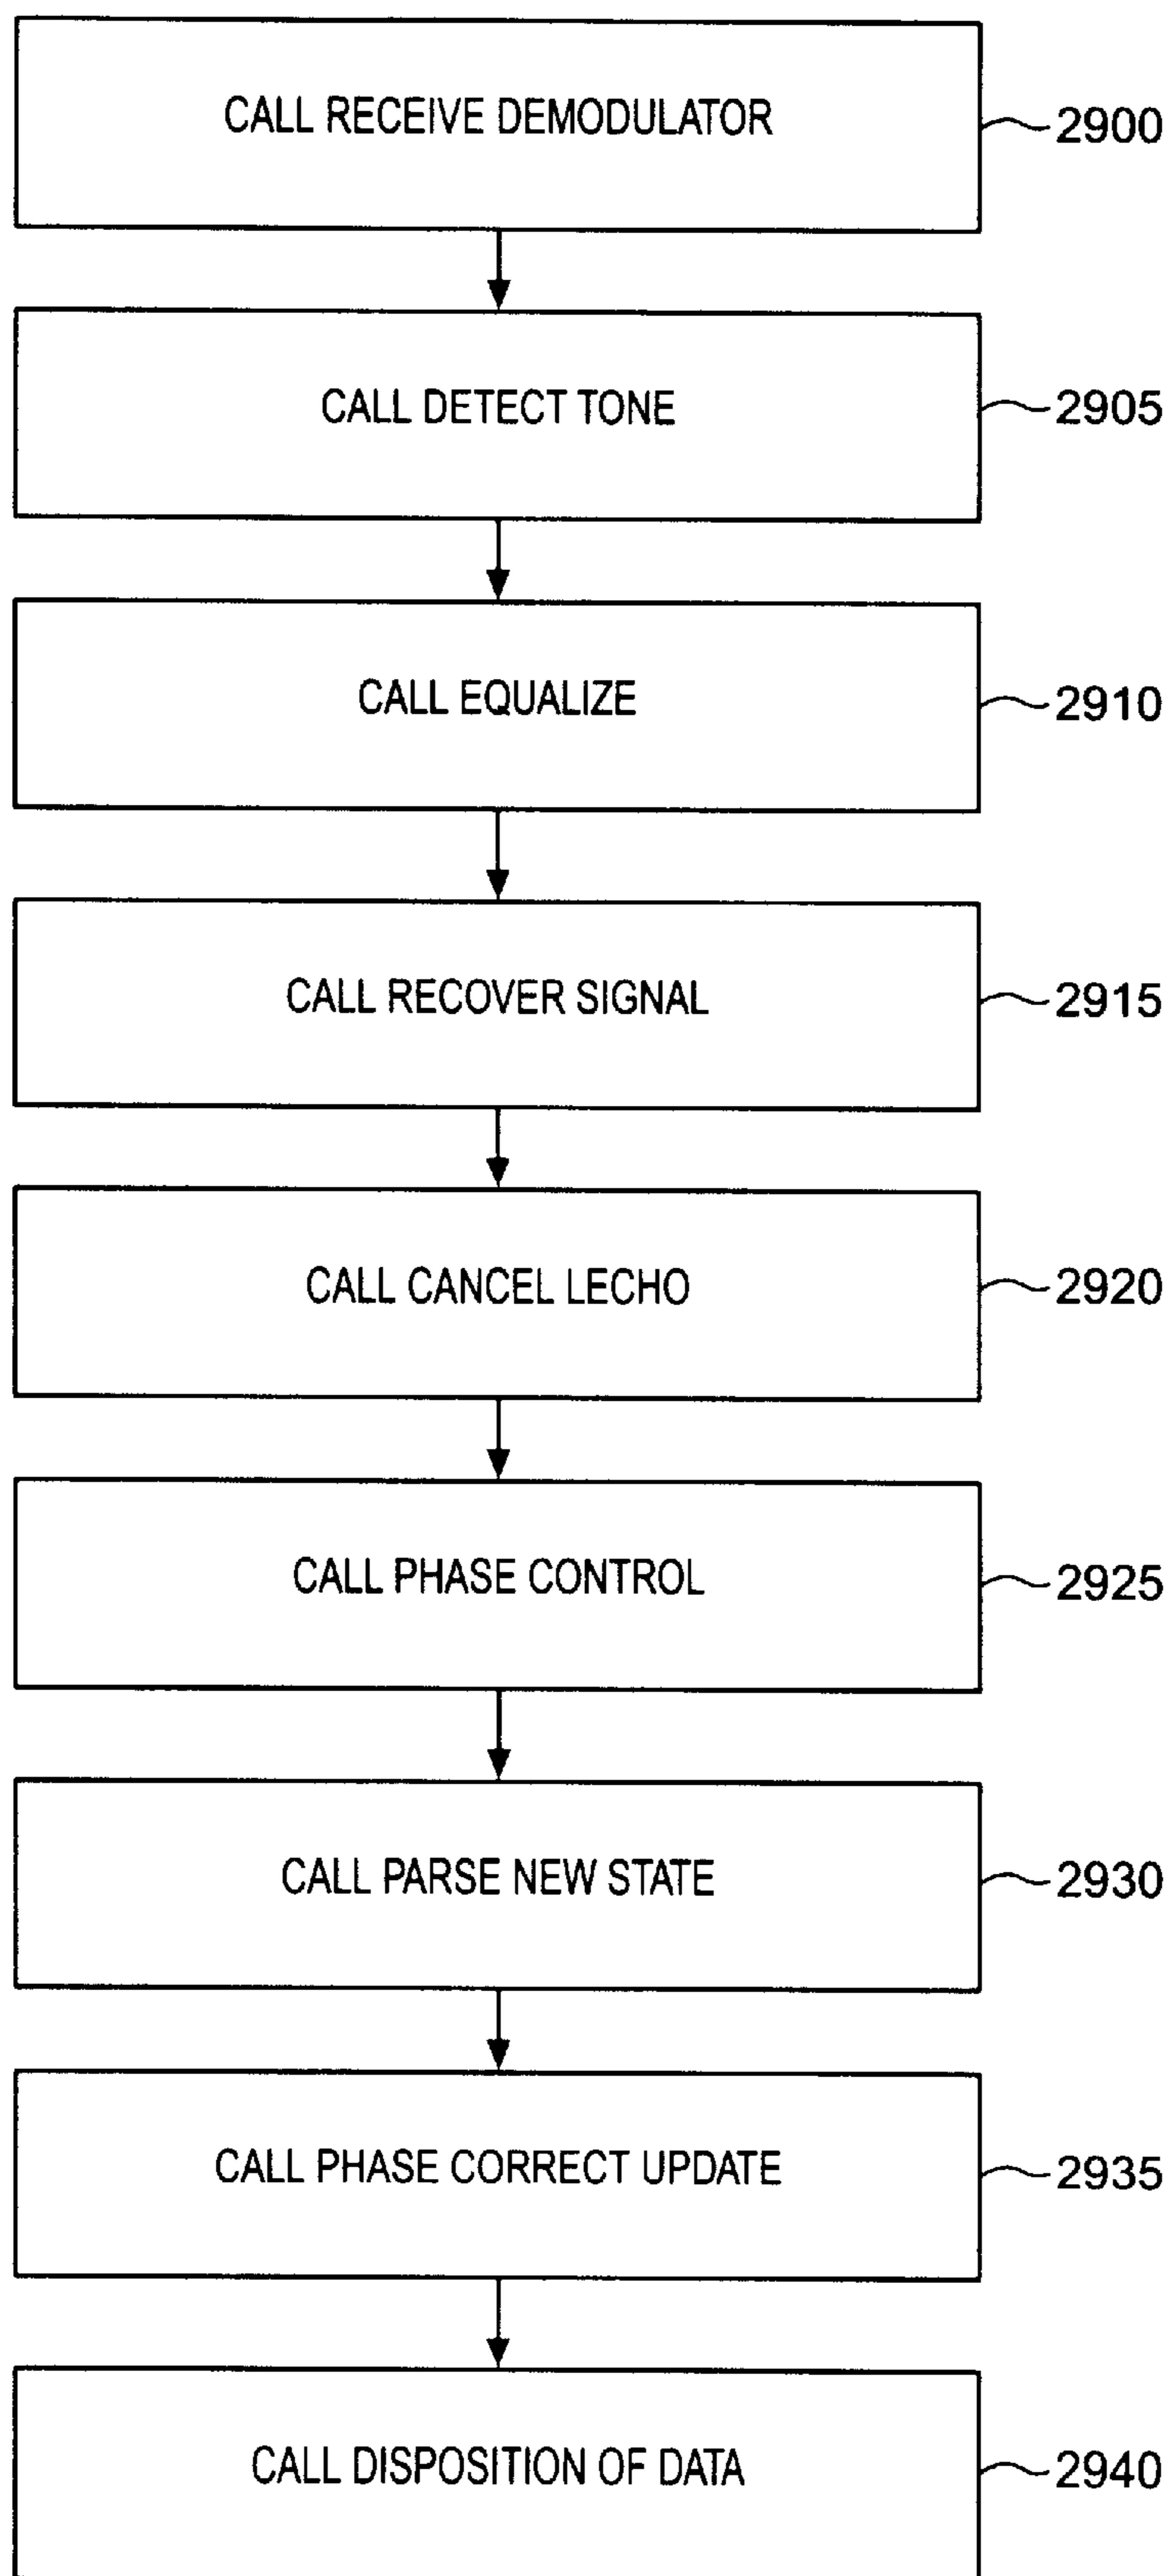 CALL RECEIVE DEMODULATOR
2900
CALL DETECT TONE
2905
CALL EQUALIZE
2910
CALL RECOVER SIGNAL
2915
CALL CANCEL LECHO
2920
CALL PHASE CONTROL
2925
CALL PARSE NEW STATE
2930
CALL PHASE CORRECT UPDATE
2935
CALL DISPOSITION OF DATA
2940